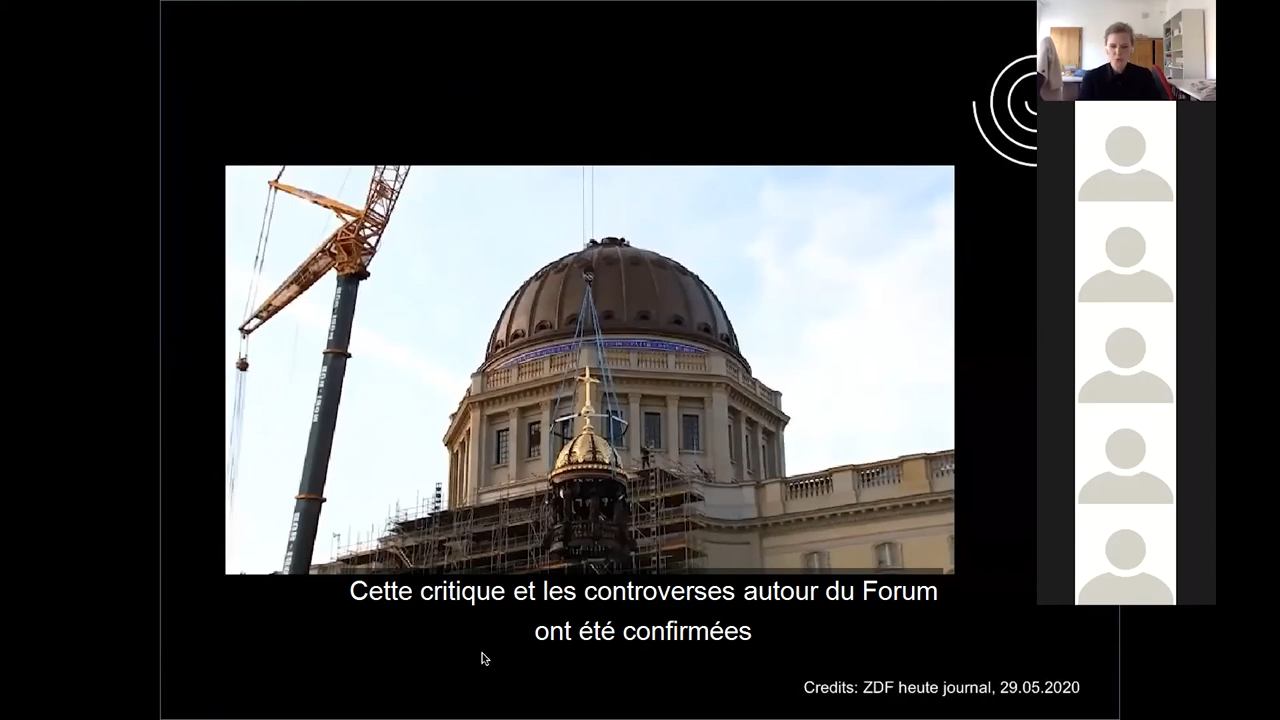 Cette critique et les controverses autour du Forum
ont été confirmées
Credits: ZDF heute journal, 29.05.2020